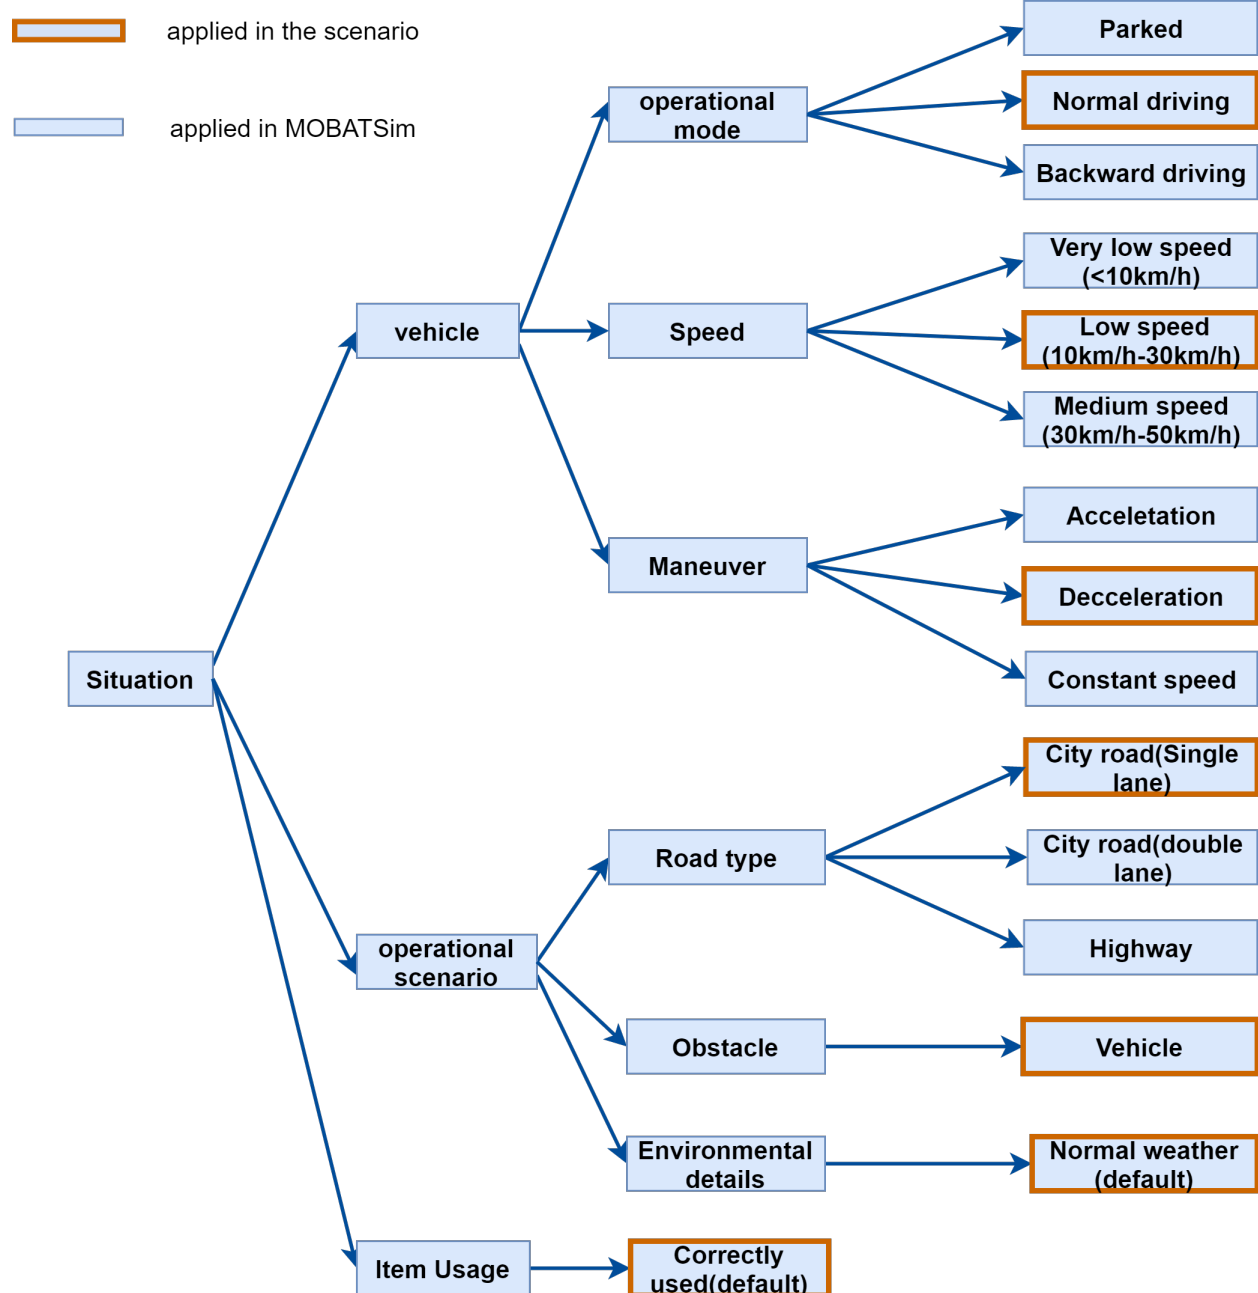 applied in the scenario
applied in MOBATSim
Parked
operational
mode
Normal driving
Backward driving
Very low speed
(<10km/h)
vehicle
Speed
Low speed
(10km/h-30km/h)
Medium speed
(30km/h-50km/h)
Acceletation
Maneuver
Decceleration
Situation
Constant speed
City road(Single
lane)
Road type
City road(double
lane)
operational
scenario
Highway
Obstacle
Vehicle
Environmental
details
Normal weather
(default)
Item Usage
Correctly
used(default)